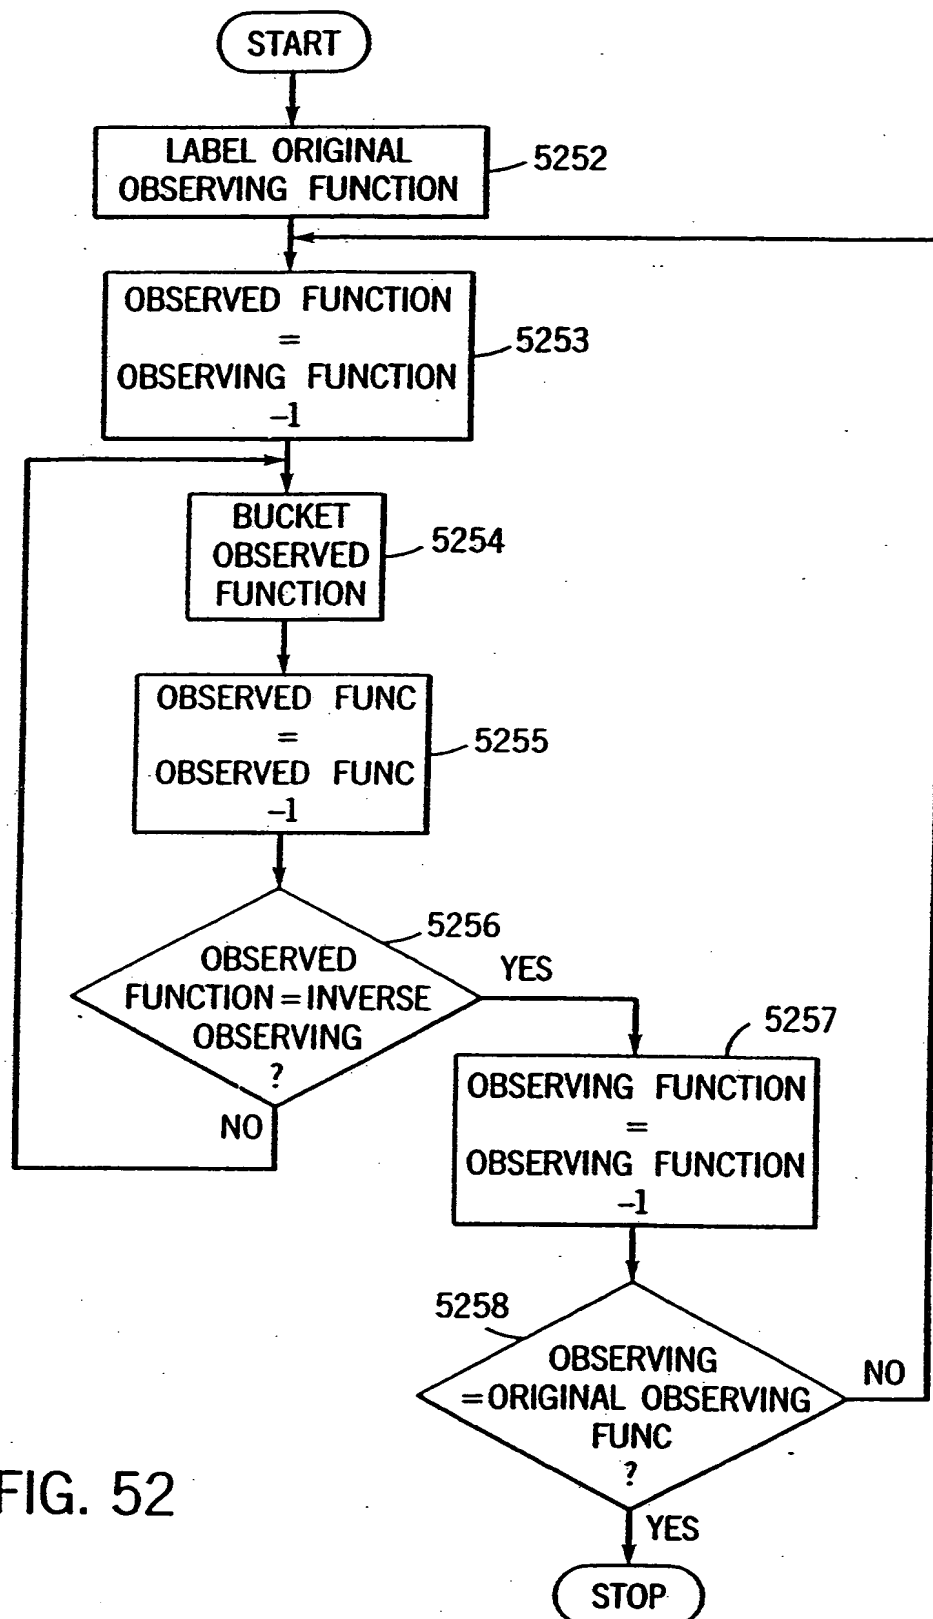 START
LABEL ORIGINAL
OBSERVING FUNCTION
5252
OBSERVED FUNCTION
=
OBSERVING FUNCTION
-1
5253
BUCKET
OBSERVED
FUNCTION
5254
OBSERVED FUNC
=
OBSERVED FUNC
-1
5255
5256
OBSERVED
FUNCTION = INVERSE
OBSERVING
?
YES
NO
5257
OBSERVING FUNCTION
=
OBSERVING FUNCTION
-1
5258
OBSERVING
= ORIGINAL OBSERVING
FUNC
?
NO
YES
STOP
FIG. 52